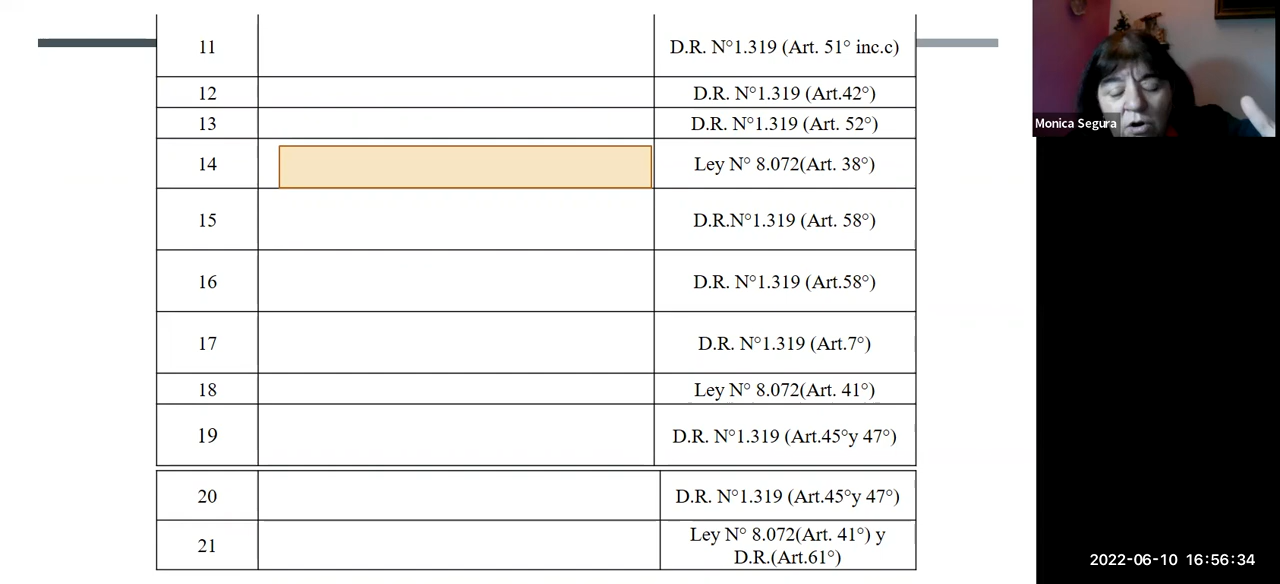 11 D.R. N°1.319 (Art. 51° inc.c)
12 D.R. N°1.319 (Art.42°)
13 D.R. N°1.319 (Art. 52°)
14 Ley N° 8.072(Art. 38°)
15 D.R.N°1.319 (Art. 58°)
16 D.R. N°1.319 (Art.58°)
17 D.R. N°1.319 (Art.7°)
18 Ley N° 8.072(Art. 41°)
19 D.R. N°1.319 (Art.45°y 47°)
20 D.R. N°1.319 (Art.45°y 47°)
21 Ley N° 8.072(Art. 41°) y
D.R.(Art.61°)
Monica Segura
2022-06-10 16:56:34